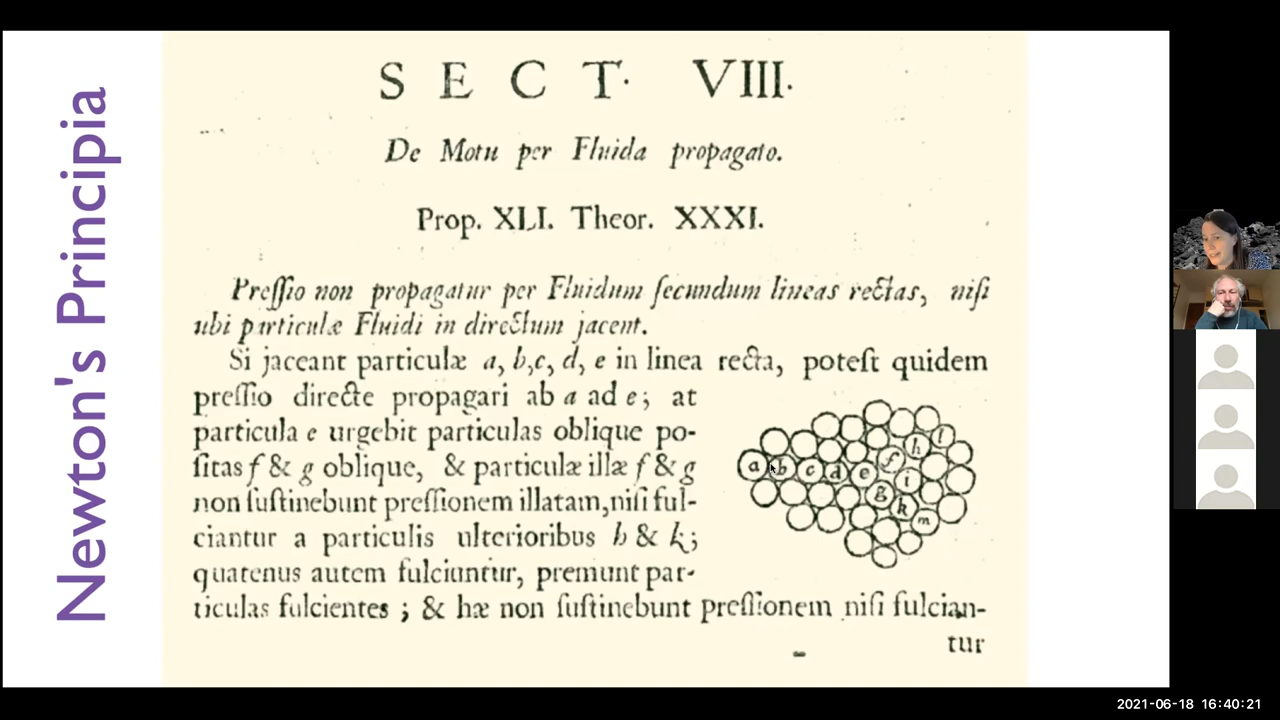 Newton's Principia
SECT. VIII.
De Motu per Fluida propagato.
Prop. XLI. Theor. XXXI.
Preſſio non propagatur per Fluidum ſecundum lineas rectas, niſi
ubi particulæ Fluidi in directum jacent.
Si jaceant particulæ a, b, c, d, e in linea recta, poteſt quidem
preſſio directe propagari ab a ad e; at
particula e urgebit particulas oblique po-
ſitas f & g oblique, & particulæ illæ f & g
non ſuſtinebunt preſſionem illatam, niſi ful-
ciantur a particulis ulterioribus h & k;
quatenus autem fulciuntur, premunt par-
ticulas fulcientes; & hæ non ſuſtinebunt preſſionem niſi fulcian-
tur
a b c d e f g h i k l m
2021-06-18 16:40:21